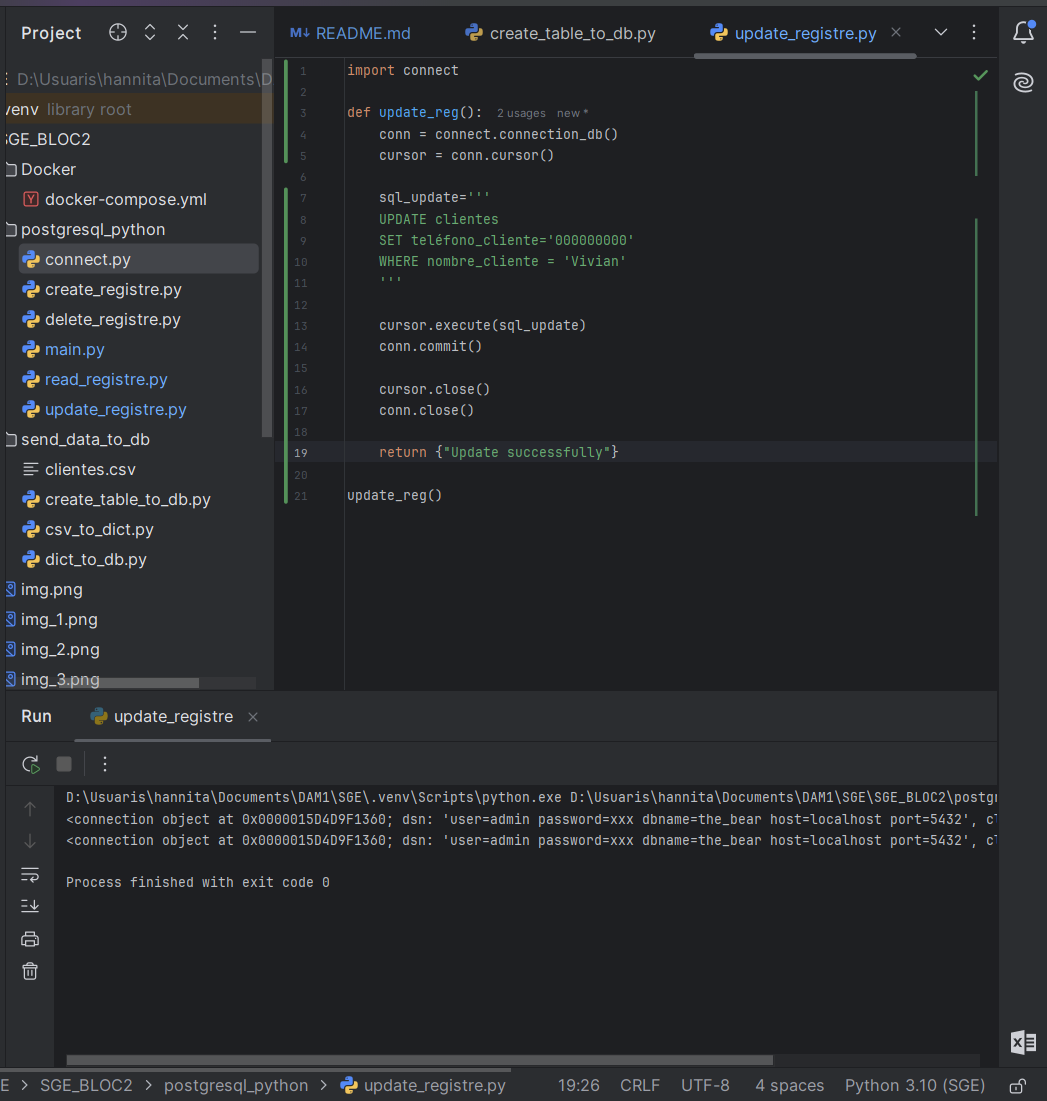 Project
D:\Usuaris\hannita\Documents\D
venv library root
SGE_BLOC2
Docker
docker-compose.yml
postgresql_python
connect.py
create_registre.py
delete_registre.py
main.py
read_registre.py
update_registre.py
send_data_to_db
clientes.csv
create_table_to_db.py
csv_to_dict.py
dict_to_db.py
img.png
img_1.png
img_2.png
img_3.png
M↓ README.md
create_table_to_db.py
update_registre.py
1 import connect
2
3 def update_reg(): 2 usages new *
4 conn = connect.connection_db()
5 cursor = conn.cursor()
6
7 sql_update='''
8 UPDATE clientes
9 SET teléfono_cliente='000000000'
10 WHERE nombre_cliente = 'Vivian'
11 '''
12
13 cursor.execute(sql_update)
14 conn.commit()
15
16 cursor.close()
17 conn.close()
18
19 return {"Update successfully"}
20
21 update_reg()
Run update_registre
D:\Usuaris\hannita\Documents\DAM1\SGE\.venv\Scripts\python.exe D:\Usuaris\hannita\Documents\DAM1\SGE\SGE_BLOC2\postgr
<connection object at 0x0000015D4D9F1360; dsn: 'user=admin password=xxx dbname=the_bear host=localhost port=5432', cl
<connection object at 0x0000015D4D9F1360; dsn: 'user=admin password=xxx dbname=the_bear host=localhost port=5432', cl
Process finished with exit code 0
E > SGE_BLOC2 > postgresql_python > update_registre.py 19:26 CRLF UTF-8 4 spaces Python 3.10 (SGE)